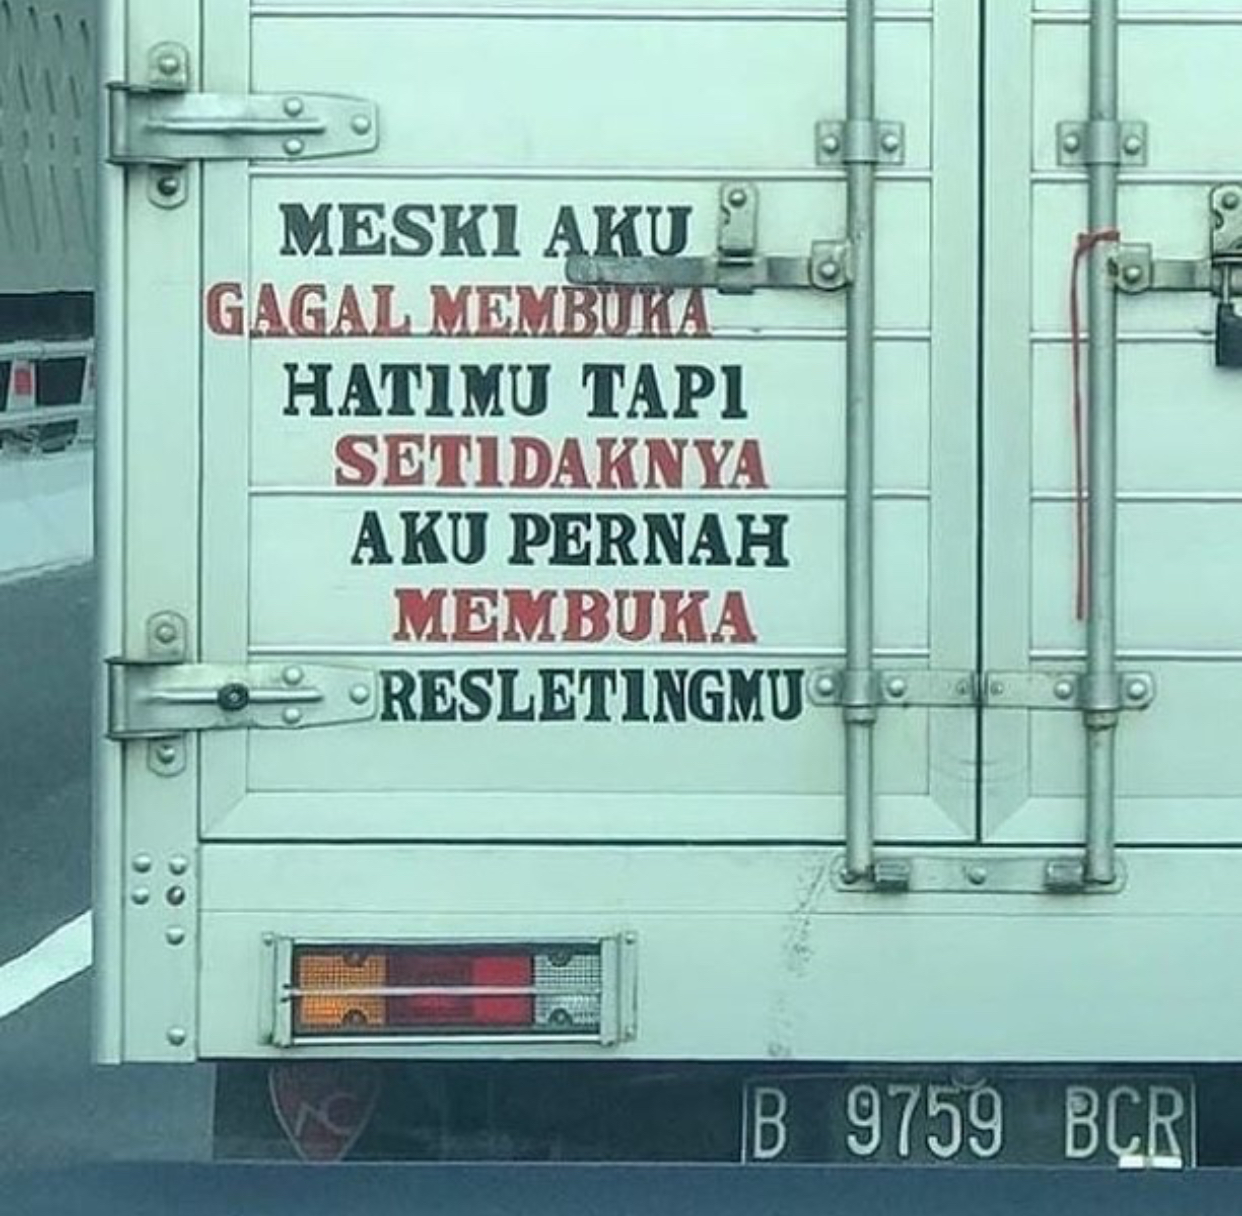 MESKI AKU
GAGAL MEMBUKA
HATIMU TAPI
SETIDAKNYA
AKU PERNAH
MEMBUKA
RESLETINGMU
B 9759 BCR